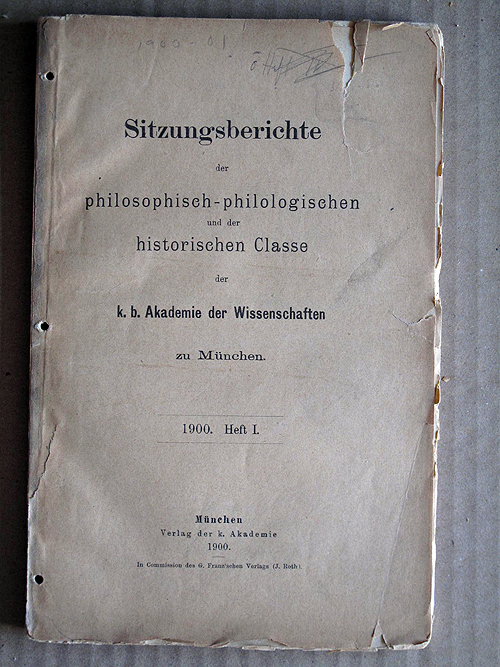 1900-01
Sitzungsberichte
der
philosophisch-philologischen
und der
historischen Classe
der
k. b. Akademie der Wissenschaften
zu München.
1900. Heft I.
München
Verlag der k. Akademie
1900.
In Commission des G. Franz'schen Verlags (J. Roth).